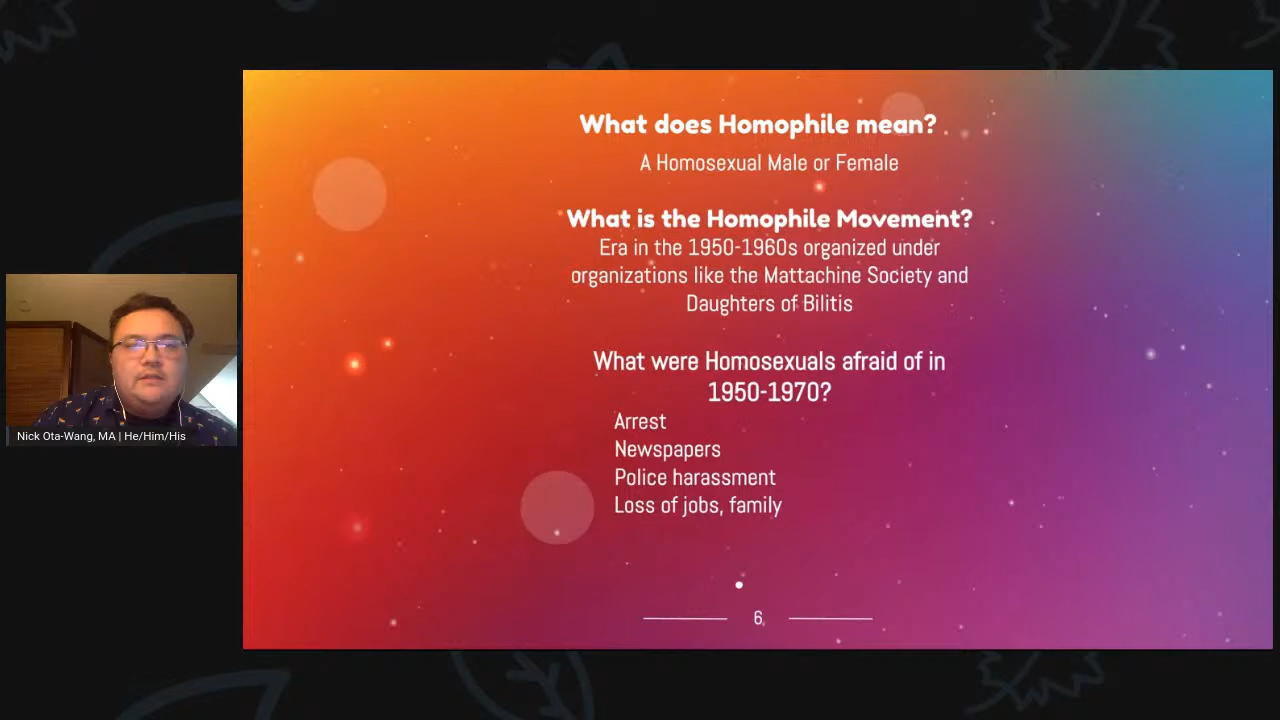 What does Homophile mean?
A Homosexual Male or Female
What is the Homophile Movement?
Era in the 1950-1960s organized under
organizations like the Mattachine Society and
Daughters of Bilitis
What were Homosexuals afraid of in
1950-1970?
Arrest
Newspapers
Police harassment
Loss of jobs, family
6
Nick Ota-Wang, MA | He/Him/His